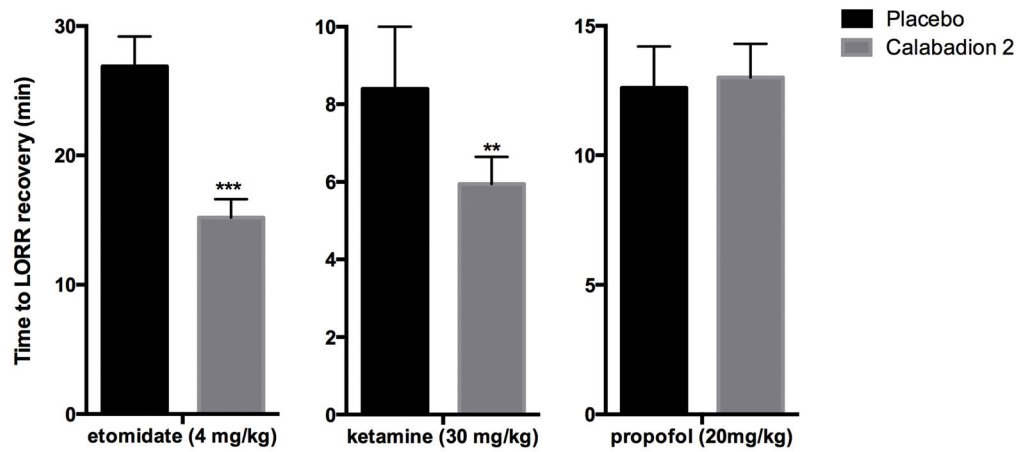 Placebo
Calabadion 2
Time to LORR recovery (min)
30
20
10
0
***
etomidate (4 mg/kg)
10
8
6
4
2
0
**
ketamine (30 mg/kg)
15
10
5
0
propofol (20mg/kg)